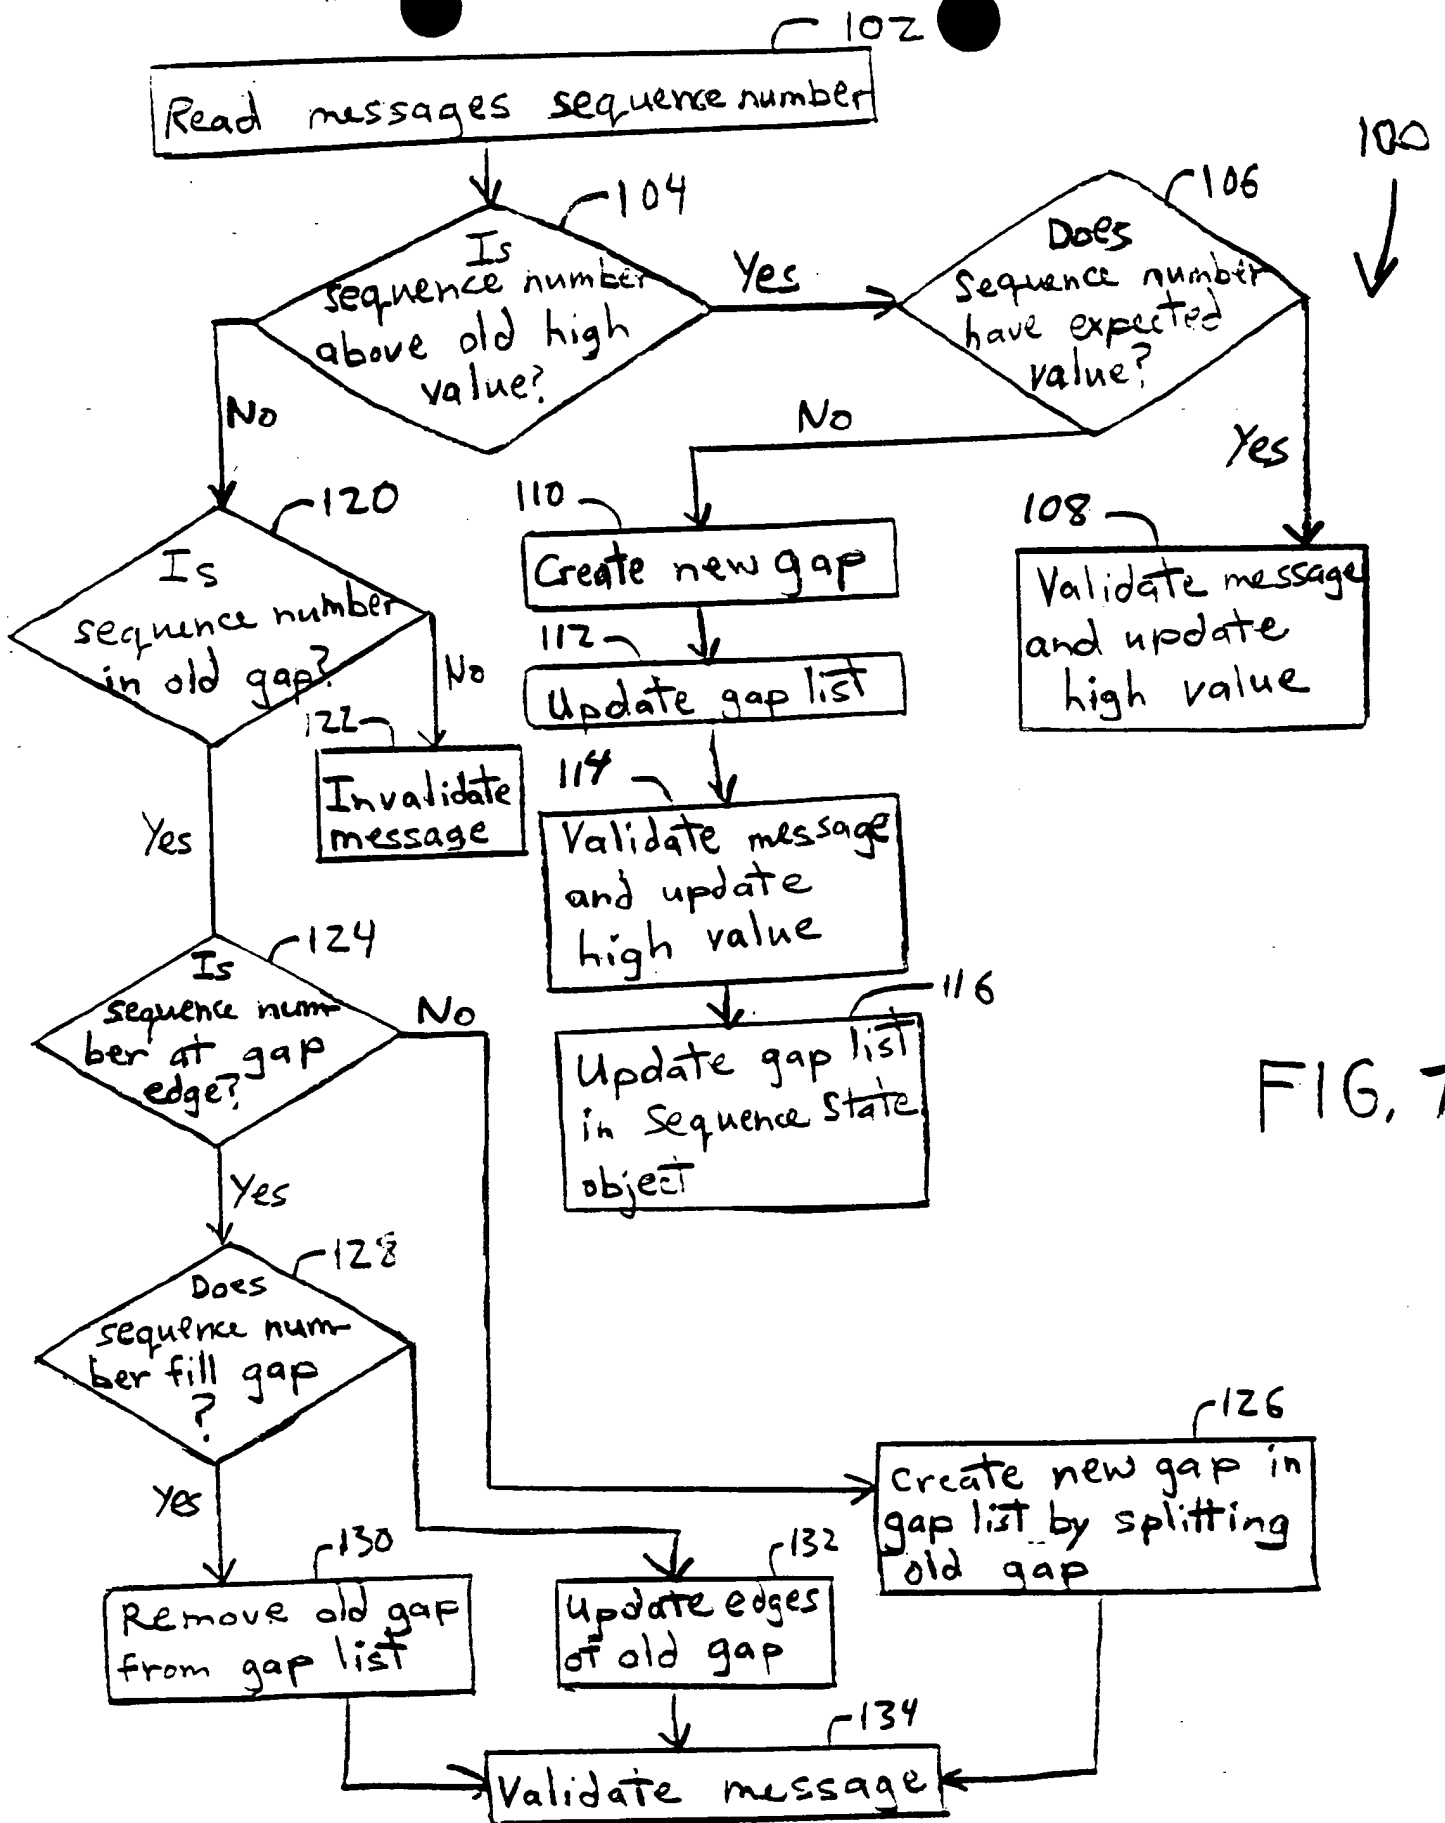 102
Read messages sequence number
100
104
Is
sequence number
above old high
value?
Yes
106
Does
sequence number
have expected
value?
No
No
Yes
120
Is
sequence number
in old gap?
No
110
Create new gap
108
Validate message
and update
high value
112
Update gap list
122
Invalidate
message
114
Validate message
and update
high value
Yes
124
Is
sequence num-
ber at gap
edge?
No
116
Update gap list
in sequence state
object
FIG. 7
Yes
128
Does
sequence num-
ber fill gap
?
Yes
126
Create new gap in
gap list by splitting
old gap
130
Remove old gap
from gap list
132
Update edges
of old gap
134
Validate message